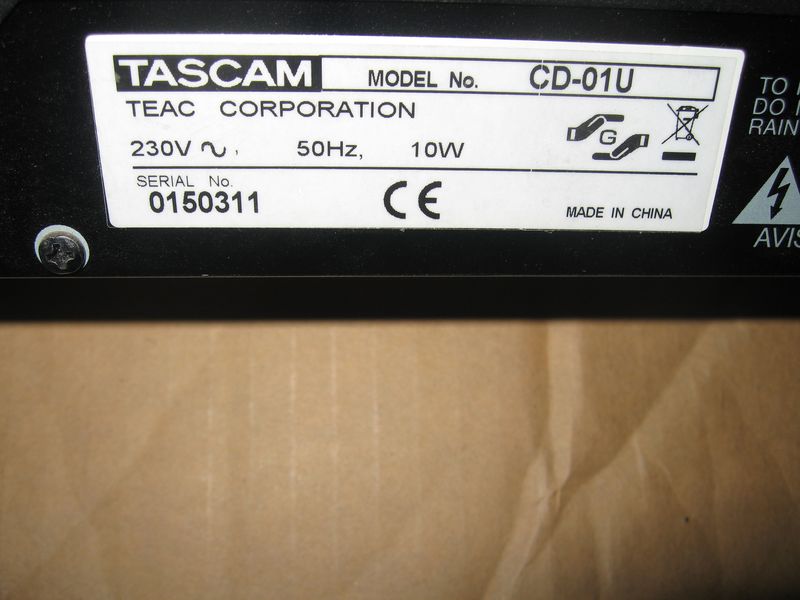 TASCAM MODEL No. CD-01U
TEAC CORPORATION
230V ∿, 50Hz, 10W
SERIAL No.
0150311
CE
MADE IN CHINA
G
TO
DO
RAIN
AVIS